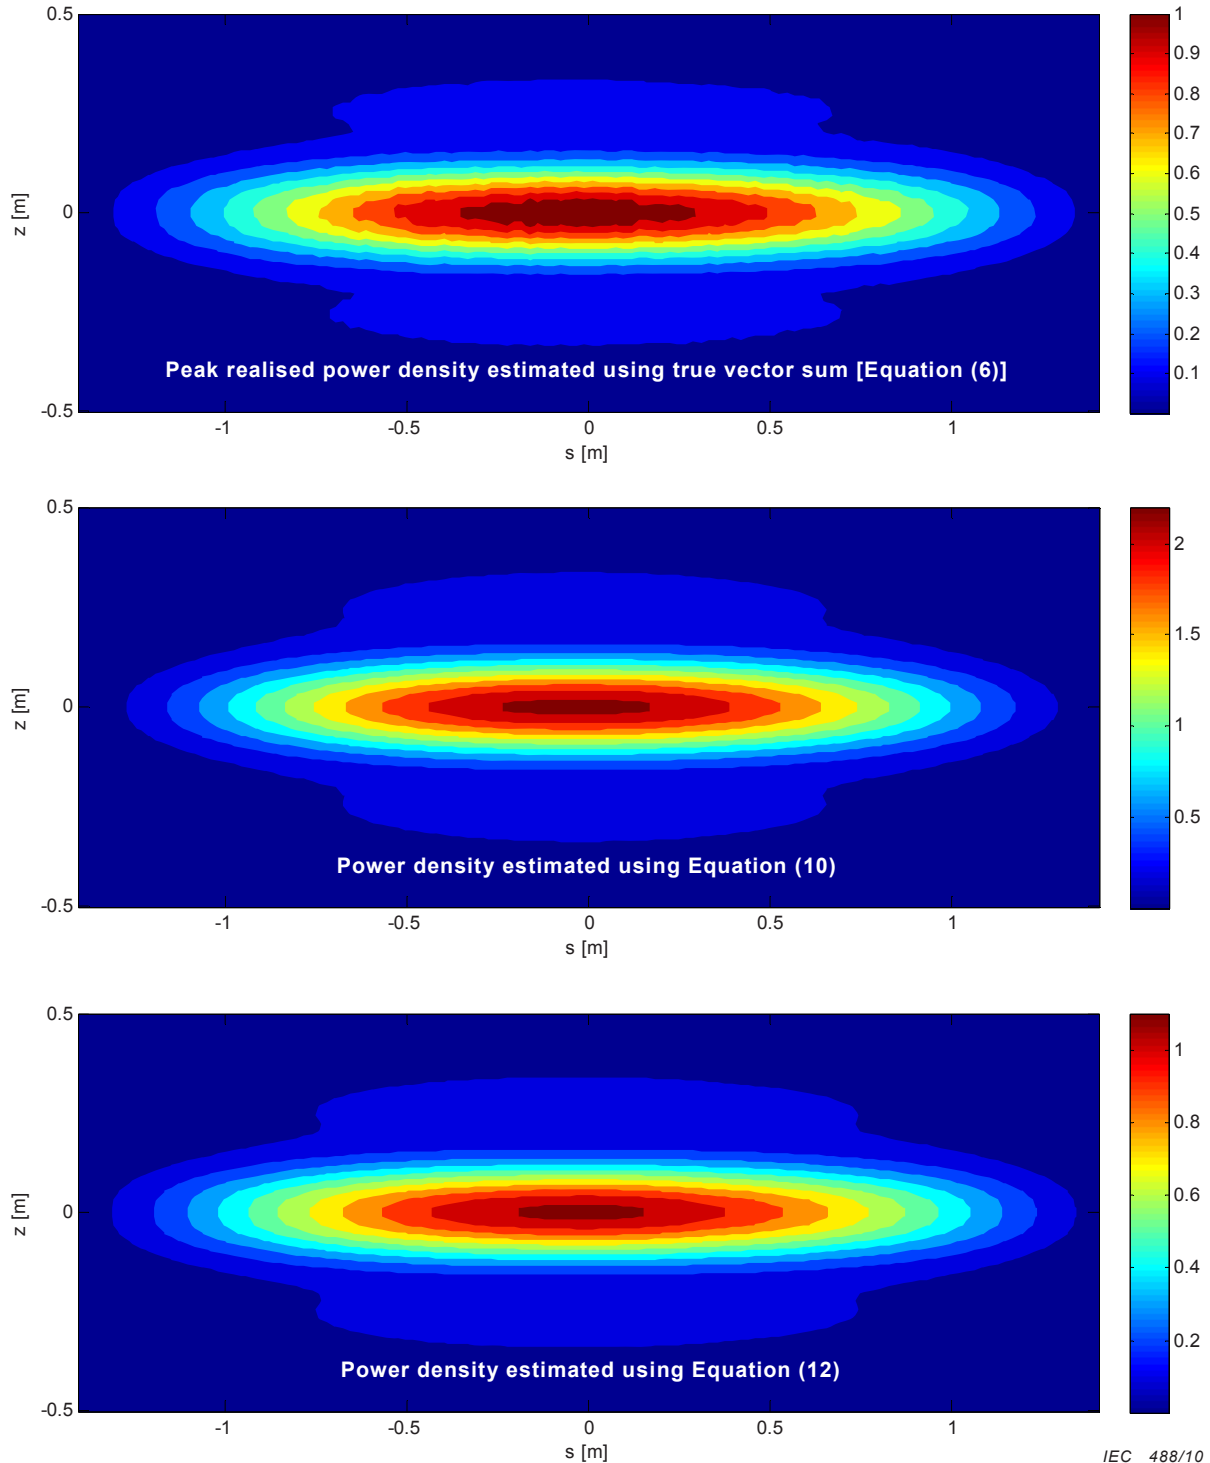 0.5
0
-0.5
z [m]
Peak realised power density estimated using true vector sum [Equation (6)]
-1 -0.5 0 0.5 1
s [m]
1
0.9
0.8
0.7
0.6
0.5
0.4
0.3
0.2
0.1
0.5
0
-0.5
z [m]
Power density estimated using Equation (10)
-1 -0.5 0 0.5 1
s [m]
2
1.5
1
0.5
0.5
0
-0.5
z [m]
Power density estimated using Equation (12)
-1 -0.5 0 0.5 1
s [m]
1
0.8
0.6
0.4
0.2
IEC 488/10